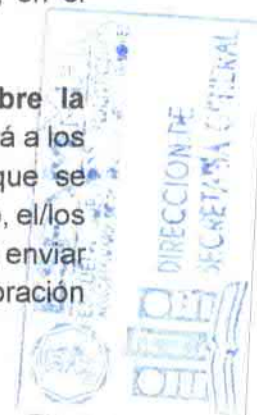 , en el
bre la
á a los
que se
, el/los
enviar
oración
DIRECCION DE
SECRETARIA GENERAL